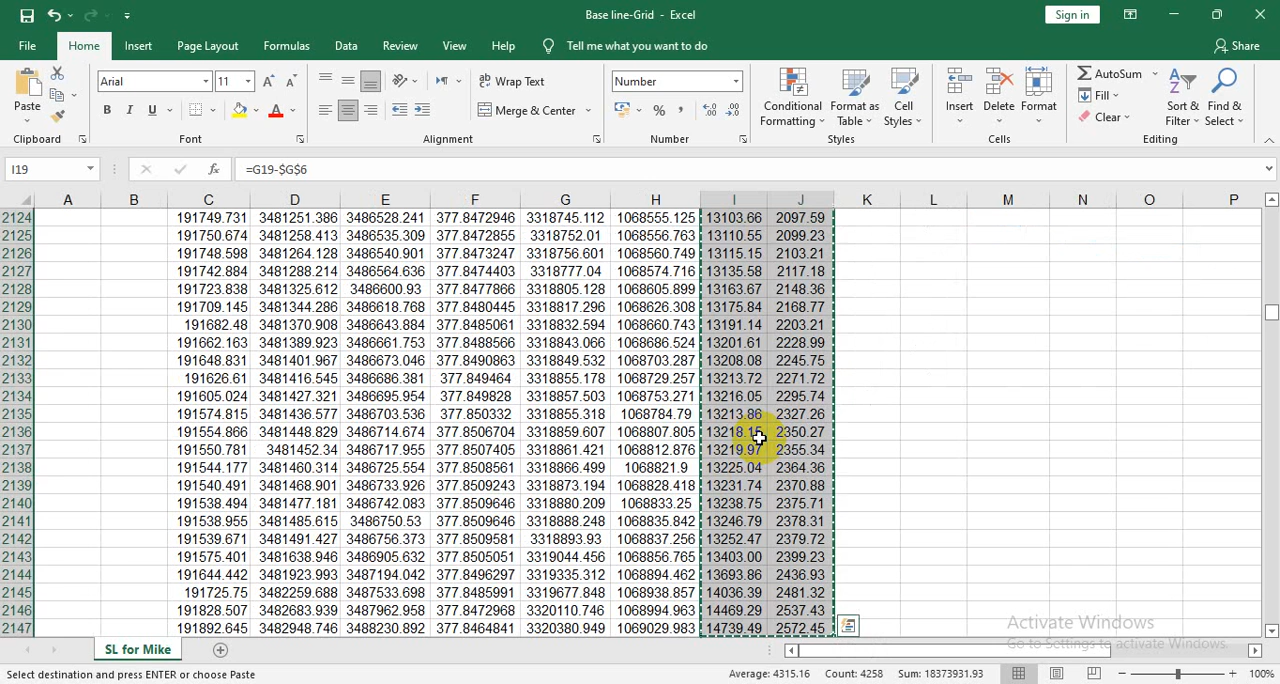 Base line-Grid - Excel
Sign in
File Home Insert Page Layout Formulas Data Review View Help Tell me what you want to do Share
Paste
Clipboard
Arial 11
B I U
Font
Wrap Text
Merge & Center
Alignment
Number
Number
Conditional Formatting
Format as Table
Cell Styles
Styles
Insert Delete Format
Cells
AutoSum
Fill
Clear
Sort & Filter
Find & Select
Editing
I19 fx =G19-$G$6
A B C D E F G H I J K L M N O P
2124 191749.731 3481251.386 3486528.241 377.8472946 3318745.112 1068555.125 13103.66 2097.59
2125 191750.674 3481258.413 3486535.309 377.8472855 3318752.01 1068556.763 13110.55 2099.23
2126 191748.598 3481264.128 3486540.901 377.8473247 3318756.601 1068560.749 13115.15 2103.21
2127 191742.884 3481288.214 3486564.636 377.8474403 3318777.04 1068574.716 13135.58 2117.18
2128 191723.838 3481325.612 3486600.93 377.8477866 3318805.128 1068605.899 13163.67 2148.36
2129 191709.145 3481344.286 3486618.768 377.8480445 3318817.296 1068626.308 13175.84 2168.77
2130 191682.48 3481370.908 3486643.884 377.8485061 3318832.594 1068660.743 13191.14 2203.21
2131 191662.163 3481389.923 3486661.753 377.8488566 3318843.066 1068686.524 13201.61 2228.99
2132 191648.831 3481401.967 3486673.046 377.8490863 3318849.532 1068703.287 13208.08 2245.75
2133 191626.61 3481416.545 3486686.381 377.849464 3318855.178 1068729.257 13213.72 2271.72
2134 191605.024 3481427.321 3486695.954 377.849828 3318857.503 1068753.271 13216.05 2295.74
2135 191574.815 3481436.577 3486703.536 377.850332 3318855.318 1068784.79 13213.86 2327.26
2136 191554.866 3481448.829 3486714.674 377.8506704 3318859.607 1068807.805 13218.15 2350.27
2137 191550.781 3481452.34 3486717.955 377.8507405 3318861.421 1068812.876 13219.97 2355.34
2138 191544.177 3481460.314 3486725.554 377.8508561 3318866.499 1068821.9 13225.04 2364.36
2139 191540.491 3481468.901 3486733.926 377.8509243 3318873.194 1068828.418 13231.74 2370.88
2140 191538.494 3481477.181 3486742.083 377.8509646 3318880.209 1068833.25 13238.75 2375.71
2141 191538.955 3481485.615 3486750.53 377.8509646 3318888.248 1068835.842 13246.79 2378.31
2142 191539.671 3481491.427 3486756.373 377.8509581 3318893.93 1068837.256 13252.47 2379.72
2143 191575.401 3481638.946 3486905.632 377.8505051 3319044.456 1068856.765 13403.00 2399.23
2144 191644.442 3481923.993 3487194.042 377.8496297 3319335.312 1068894.462 13693.86 2436.93
2145 191725.75 3482259.688 3487533.698 377.8485991 3319677.848 1068938.857 14036.39 2481.32
2146 191828.507 3482683.939 3487962.958 377.8472968 3320110.746 1068994.963 14469.29 2537.43
2147 191892.645 3482948.746 3488230.892 377.8464841 3320380.949 1069029.983 14739.49 2572.45
Activate Windows
Go to Settings to activate Windows.
SL for Mike
Select destination and press ENTER or choose Paste Average: 4315.16 Count: 4258 Sum: 18373931.93 100%